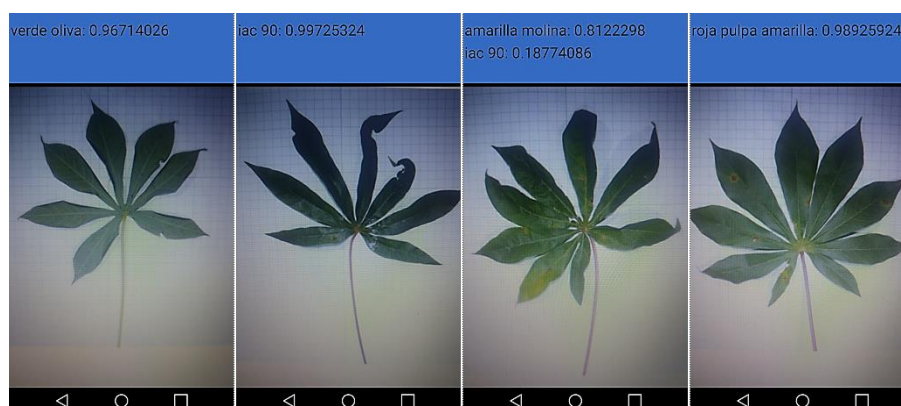 verde oliva: 0.96714026
iac 90: 0.99725324
amarilla molina: 0.8122298
iac 90: 0.18774086
roja pulpa amarilla: 0.98925924